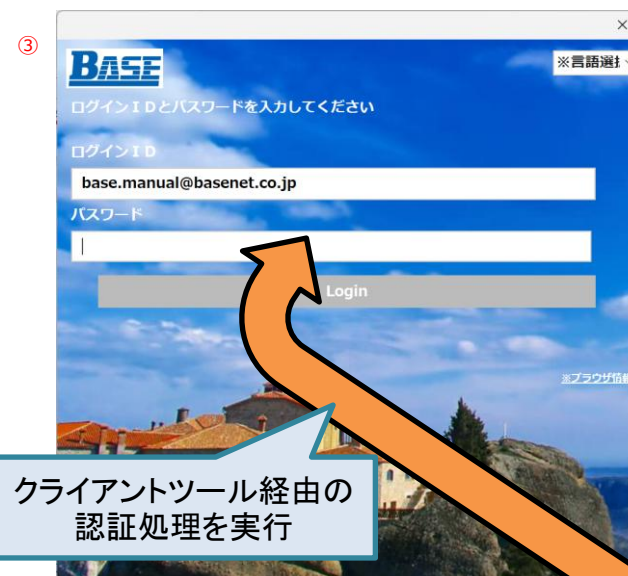 ③
×
BASE
※言語選択
ログインIDとパスワードを入力してください
ログインID
base.manual@basenet.co.jp
パスワード
Login
※ブラウザ情報
クライアントツール経由の
認証処理を実行